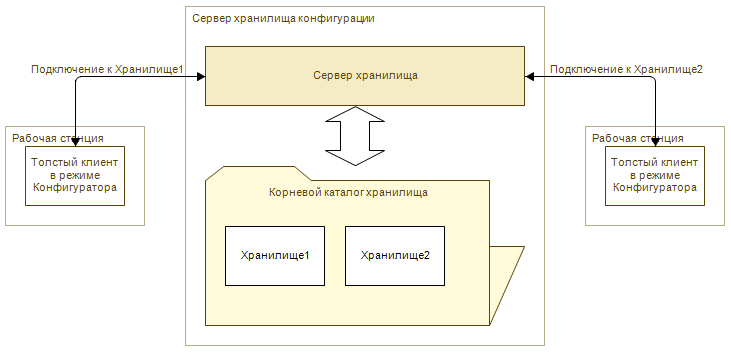 Сервер хранилища конфигурации
Сервер хранилища
Подключение к Хранилище1
Подключение к Хранилище2
Рабочая станция
Толстый клиент
в режиме
Конфигуратора
Рабочая станция
Толстый клиент
в режиме
Конфигуратора
Корневой каталог хранилища
Хранилище1
Хранилище2